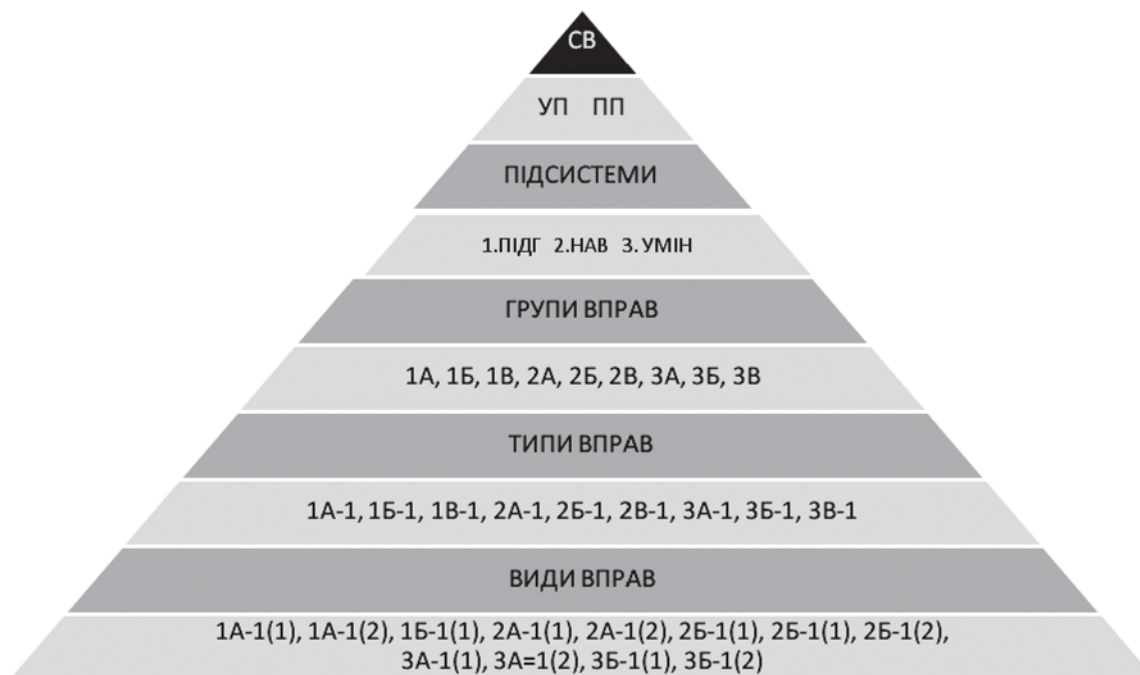 СВ
УП ПП
ПІДСИСТЕМИ
1.ПІДГ 2.НАВ 3. УМІН
ГРУПИ ВПРАВ
1А, 1Б, 1В, 2А, 2Б, 2В, 3А, 3Б, 3В
ТИПИ ВПРАВ
1А-1, 1Б-1, 1В-1, 2А-1, 2Б-1, 2В-1, 3А-1, 3Б-1, 3В-1
ВИДИ ВПРАВ
1А-1(1), 1А-1(2), 1Б-1(1), 2А-1(1), 2А-1(2), 2Б-1(1), 2Б-1(1), 2Б-1(2),
3А-1(1), 3А=1(2), 3Б-1(1), 3Б-1(2)